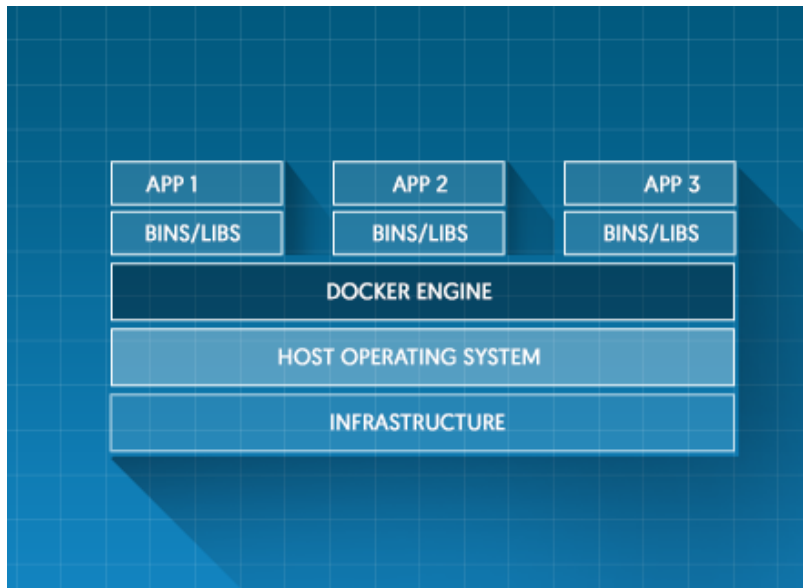 APP 1 APP 2 APP 3
BINS/LIBS BINS/LIBS BINS/LIBS
DOCKER ENGINE
HOST OPERATING SYSTEM
INFRASTRUCTURE